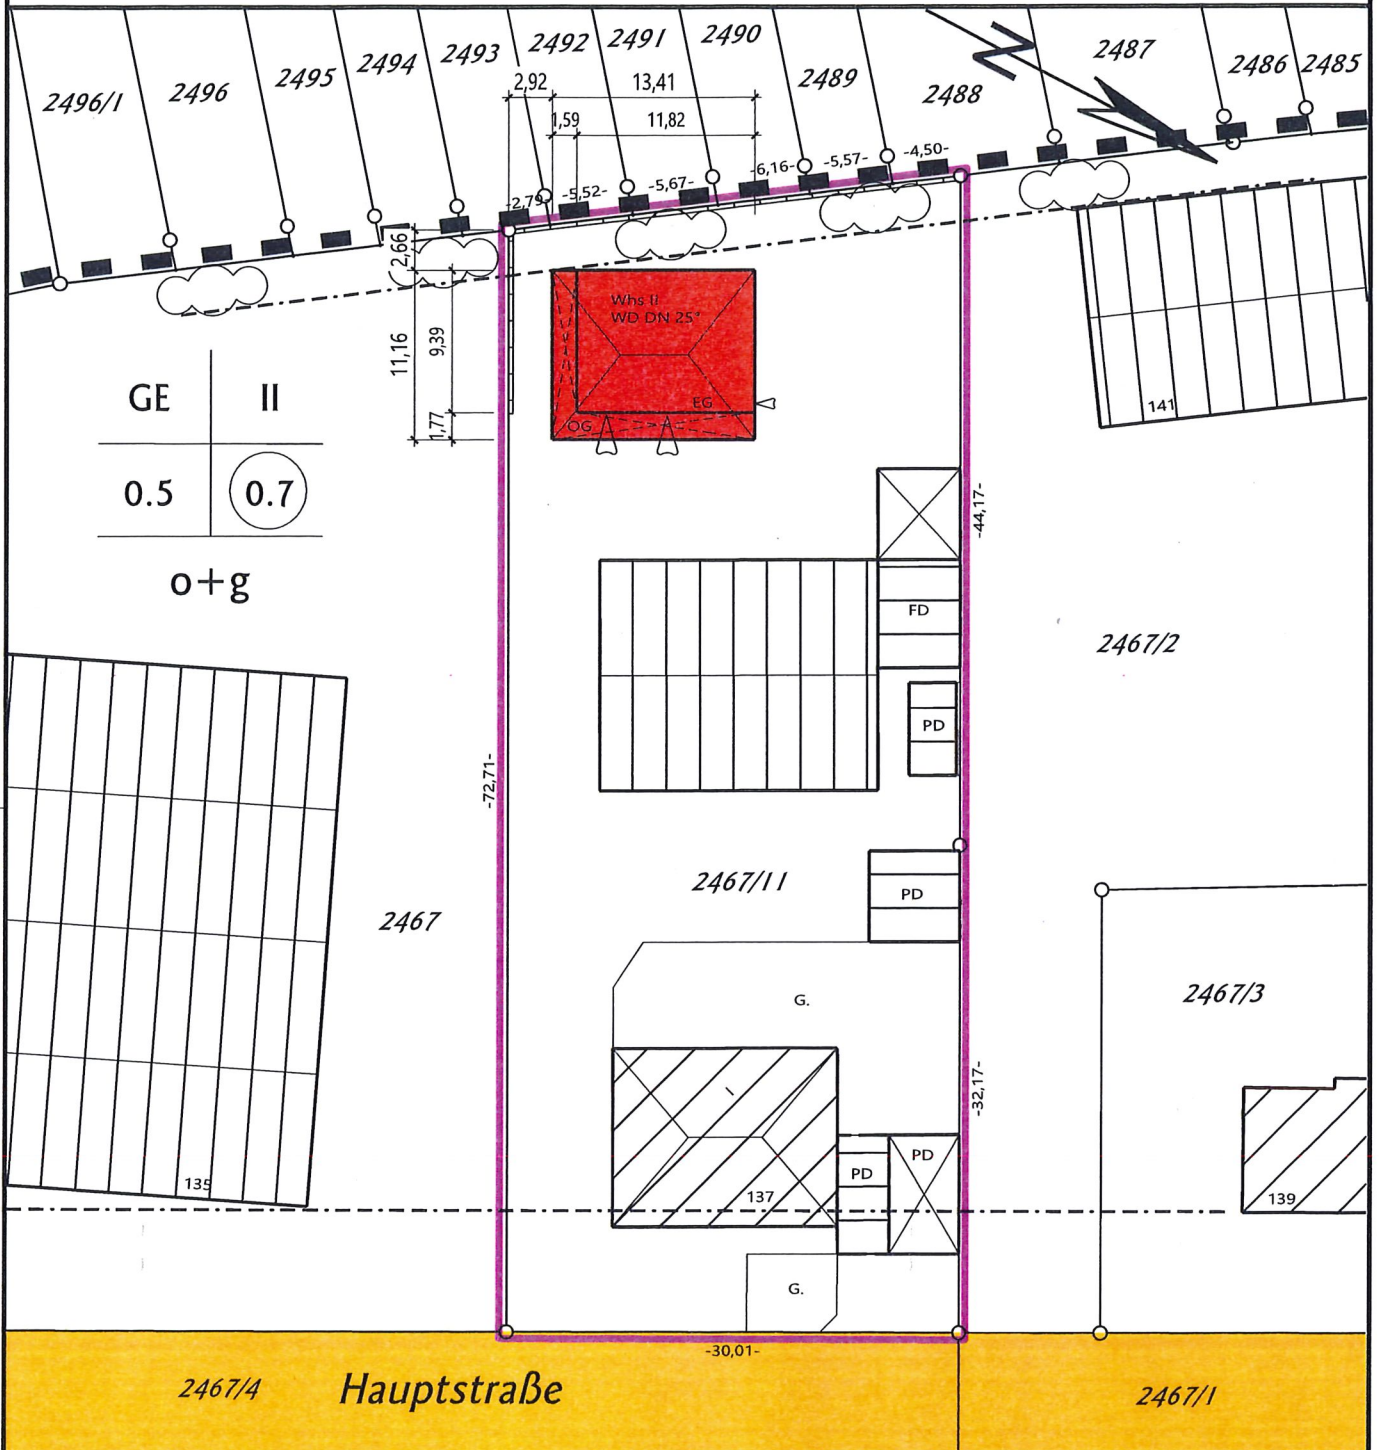 2496/1
2496
2495
2494
2493
2492
2491
2490
2489
2488
2487
2486
2485
N
2,92
13,41
1,59
11,82
-2,79-
-5,52-
-5,67-
-6,16-
-5,57-
-4,50-
2,66
11,16
9,39
1,77
Whs II
WD DN 25°
EG
OG
GE
II
0.5
0.7
o+g
141
-44,17-
FD
2467/2
PD
-72,71-
2467/11
PD
2467
G.
2467/3
I
-32,17-
PD
PD
135
137
139
G.
-30,01-
2467/4
Hauptstraße
2467/1